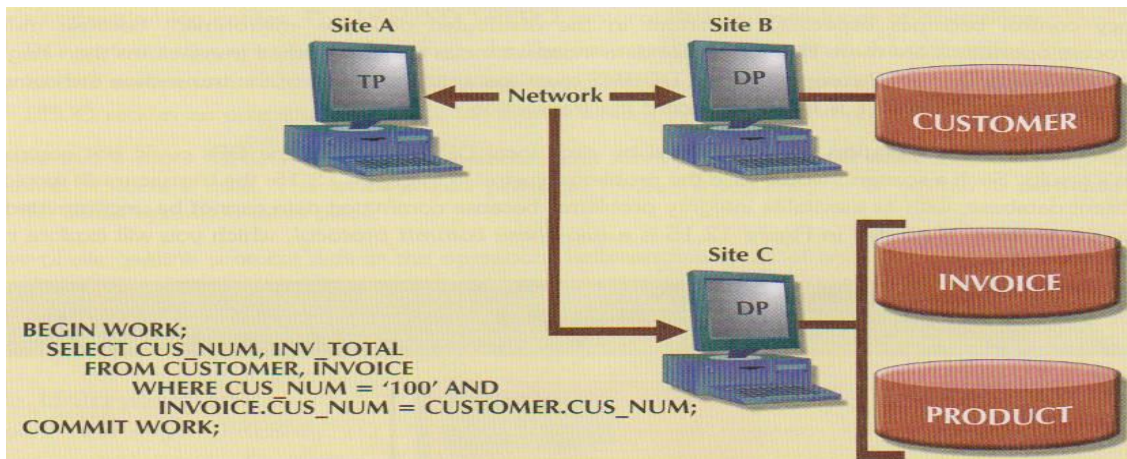 Site A
Site B
TP
Network
DP
CUSTOMER
Site C
DP
INVOICE
PRODUCT
BEGIN WORK;
SELECT CUS_NUM, INV_TOTAL
FROM CUSTOMER, INVOICE
WHERE CUS_NUM = ‘100’ AND
INVOICE.CUS_NUM = CUSTOMER.CUS_NUM;
COMMIT WORK;